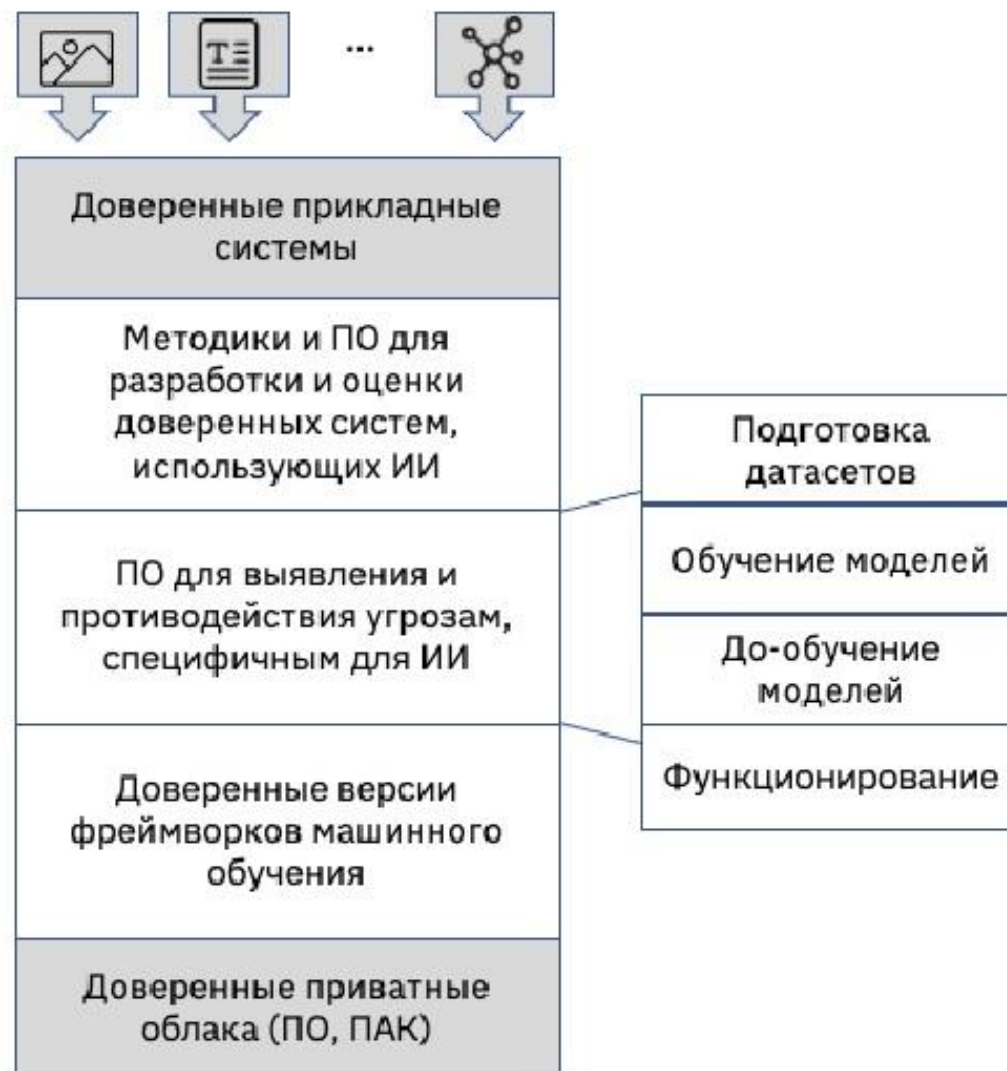 T
...
Доверенные прикладные
системы
Методики и ПО для
разработки и оценки
доверенных систем,
использующих ИИ
ПО для выявления и
противодействия угрозам,
специфичным для ИИ
Доверенные версии
фреймворков машинного
обучения
Доверенные приватные
облака (ПО, ПАК)
Подготовка
датасетов
Обучение моделей
До-обучение
моделей
Функционирование